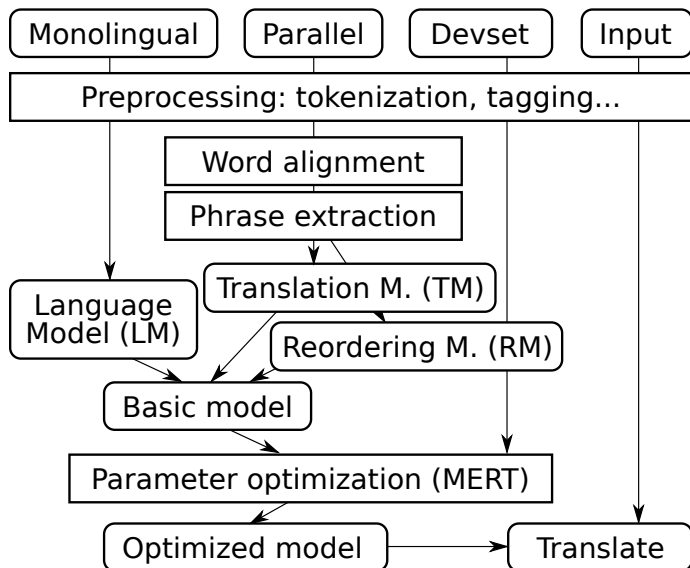 Monolingual
Parallel
Devset
Input
Preprocessing: tokenization, tagging...
Word alignment
Phrase extraction
Translation M. (TM)
Language
Model (LM)
Reordering M. (RM)
Basic model
Parameter optimization (MERT)
Optimized model
Translate